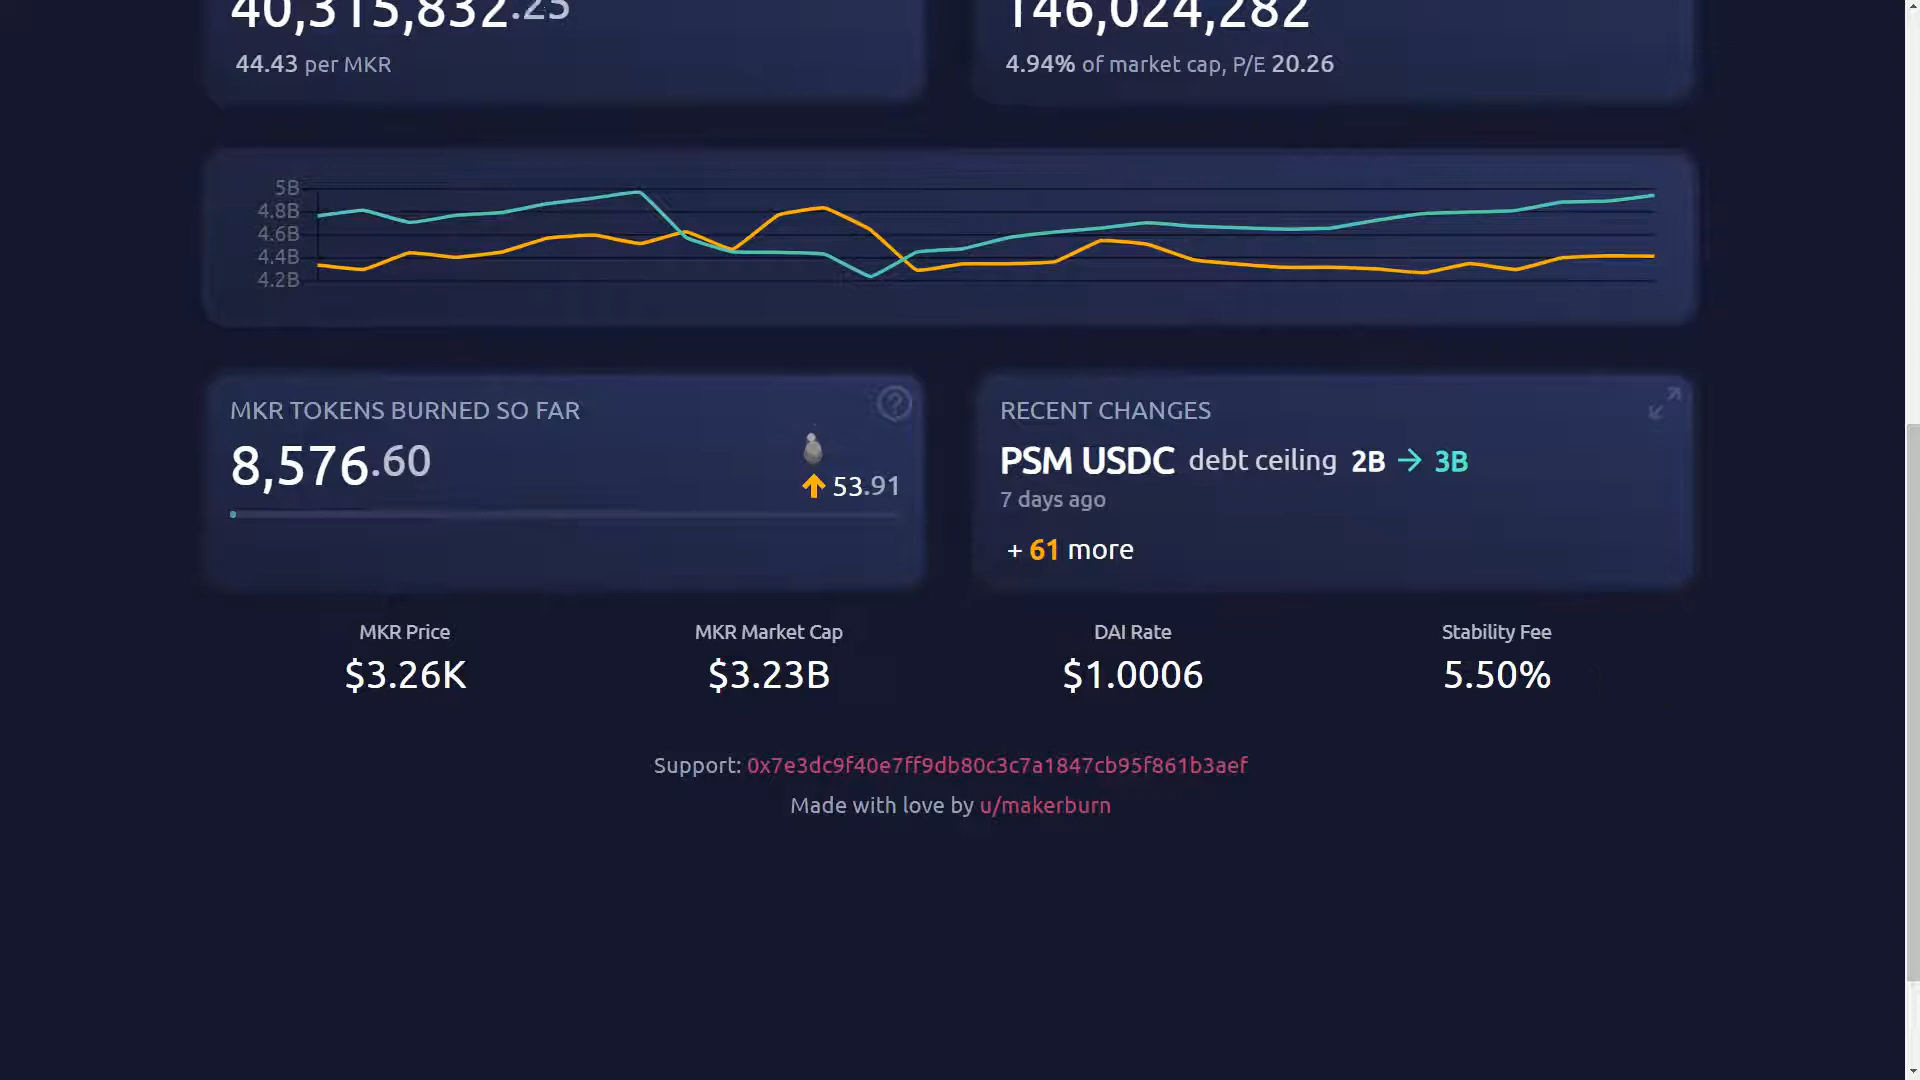 40,315,832.25
146,024,282
44.43 per MKR
4.94% of market cap, P/E 20.26
5B
4.8B
4.6B
4.4B
4.2B
MKR TOKENS BURNED SO FAR
?
8,576.60
53.91
RECENT CHANGES
PSM USDC debt ceiling 2B → 3B
7 days ago
+ 61 more
MKR Price
$3.26K
MKR Market Cap
$3.23B
DAI Rate
$1.0006
Stability Fee
5.50%
Support: 0x7e3dc9f40e7ff9db80c3c7a1847cb95f861b3aef
Made with love by u/makerburn